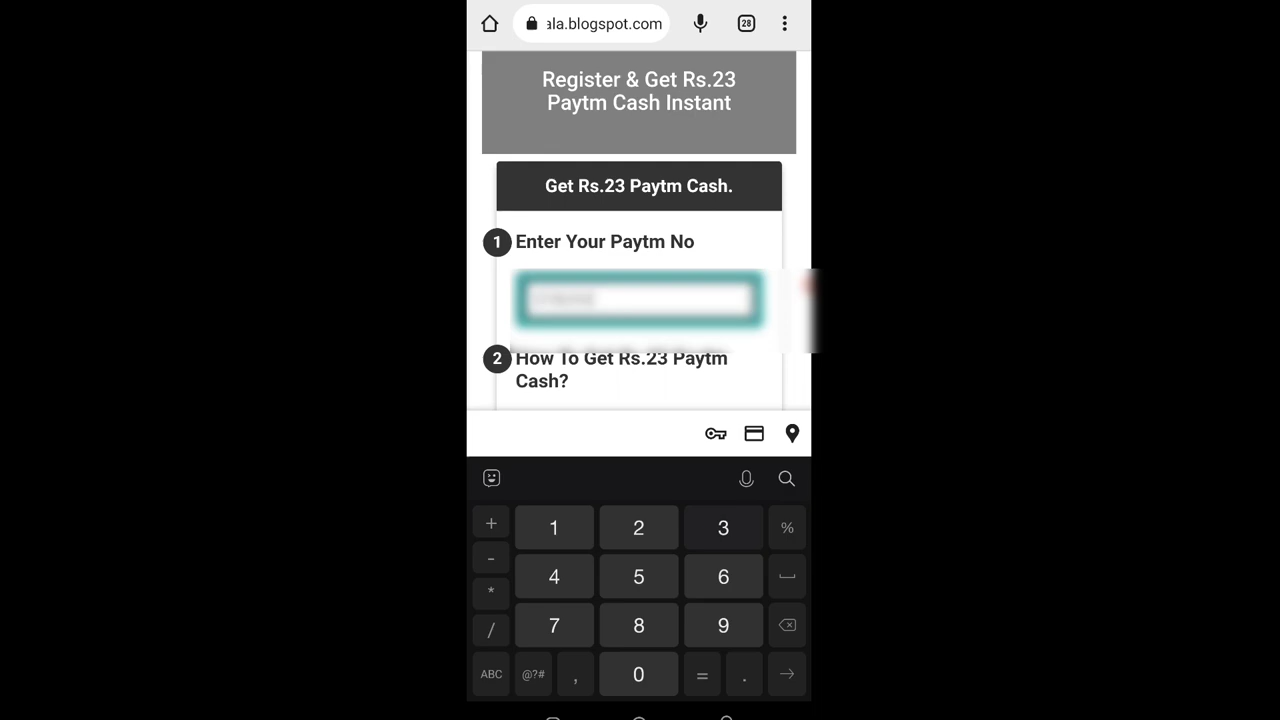 ala.blogspot.com
28
Register & Get Rs.23
Paytm Cash Instant
Get Rs.23 Paytm Cash.
1 Enter Your Paytm No
2 How To Get Rs.23 Paytm
Cash?
+ 1 2 3 %
- 4 5 6
* 7 8 9
/
ABC @?# , 0 = .